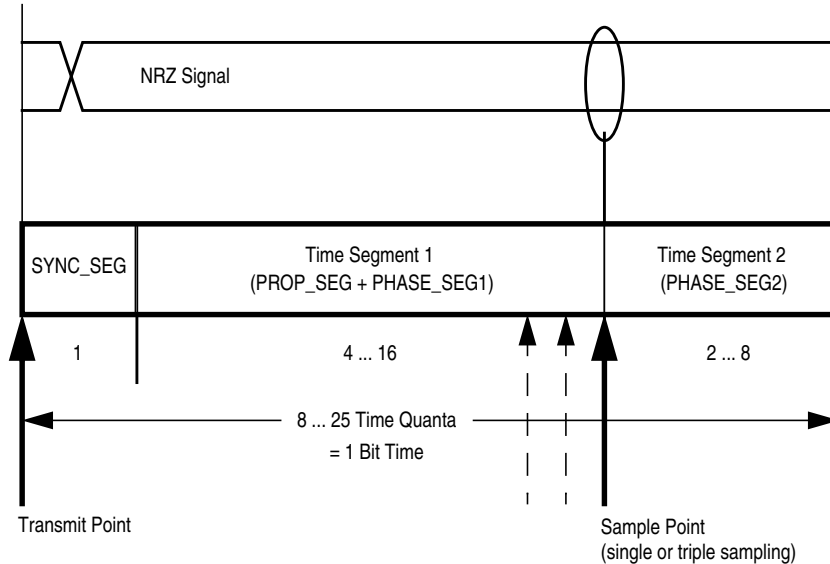 NRZ Signal
SYNC_SEG
Time Segment 1
(PROP_SEG + PHASE_SEG1)
Time Segment 2
(PHASE_SEG2)
1
4 ... 16
2 ... 8
8 ... 25 Time Quanta
= 1 Bit Time
Transmit Point
Sample Point
(single or triple sampling)